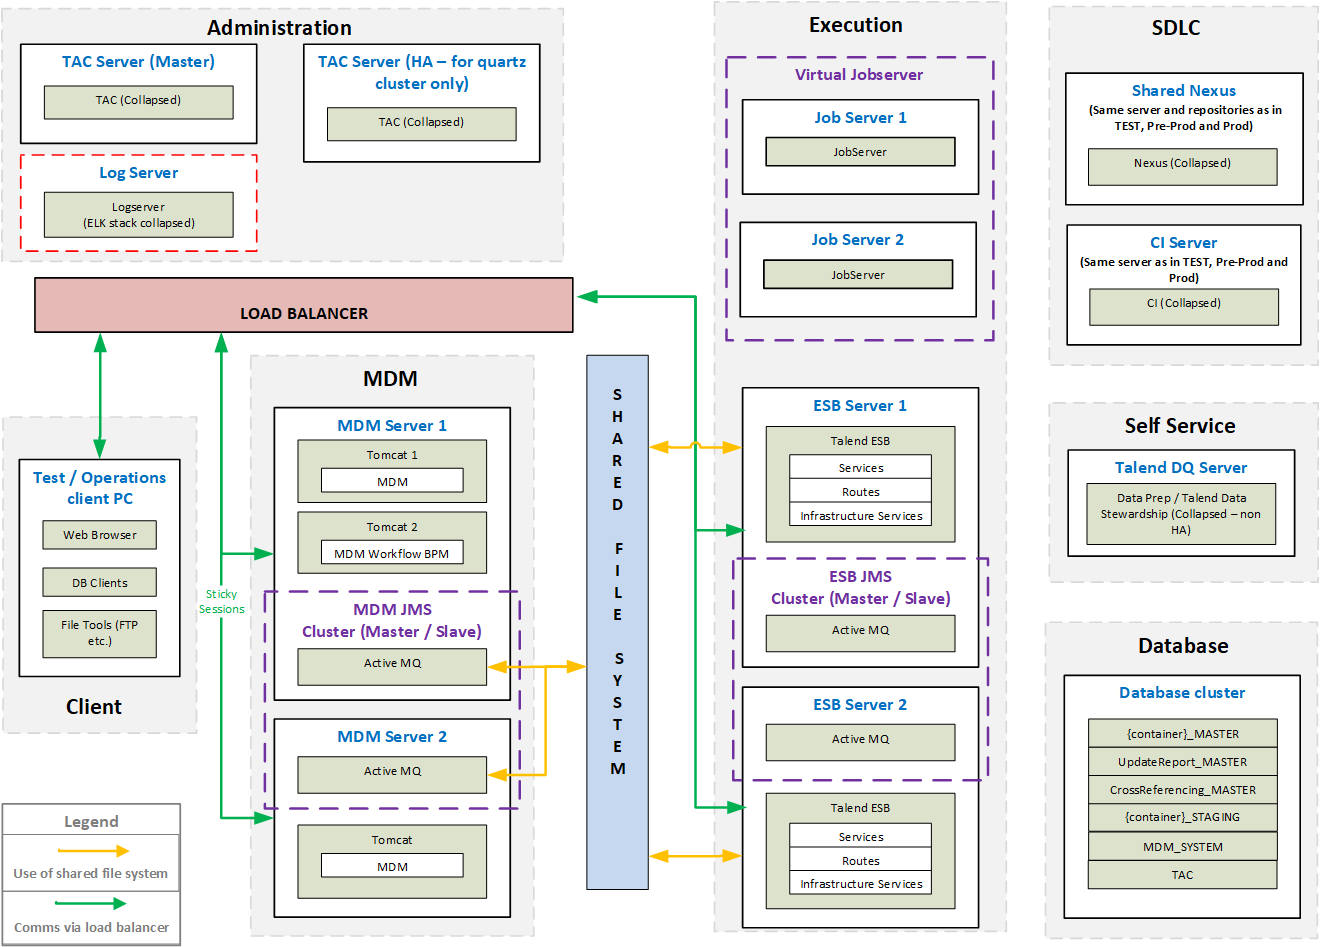 Administration
TAC Server (Master)
TAC (Collapsed)
TAC Server (HA – for quartz
cluster only)
TAC (Collapsed)
Log Server
Logserver
(ELK stack collapsed)
LOAD BALANCER
Client
Test / Operations
client PC
Web Browser
DB Clients
File Tools (FTP
etc.)
Sticky
Sessions
MDM
MDM Server 1
Tomcat 1
MDM
Tomcat 2
MDM Workflow BPM
MDM JMS
Cluster (Master / Slave)
Active MQ
MDM Server 2
Active MQ
Tomcat
MDM
SHARED
FILE
SYSTEM
Execution
Virtual Jobserver
Job Server 1
JobServer
Job Server 2
JobServer
ESB Server 1
Talend ESB
Services
Routes
Infrastructure Services
ESB JMS
Cluster (Master / Slave)
Active MQ
ESB Server 2
Active MQ
Talend ESB
Services
Routes
Infrastructure Services
SDLC
Shared Nexus
(Same server and repositories as in
TEST, Pre-Prod and Prod)
Nexus (Collapsed)
CI Server
(Same server as in TEST, Pre-Prod and
Prod)
CI (Collapsed)
Self Service
Talend DQ Server
Data Prep / Talend Data
Stewardship (Collapsed – non
HA)
Database
Database cluster
{container}_MASTER
UpdateReport_MASTER
CrossReferencing_MASTER
{container}_STAGING
MDM_SYSTEM
TAC
Legend
Use of shared file system
Comms via load balancer